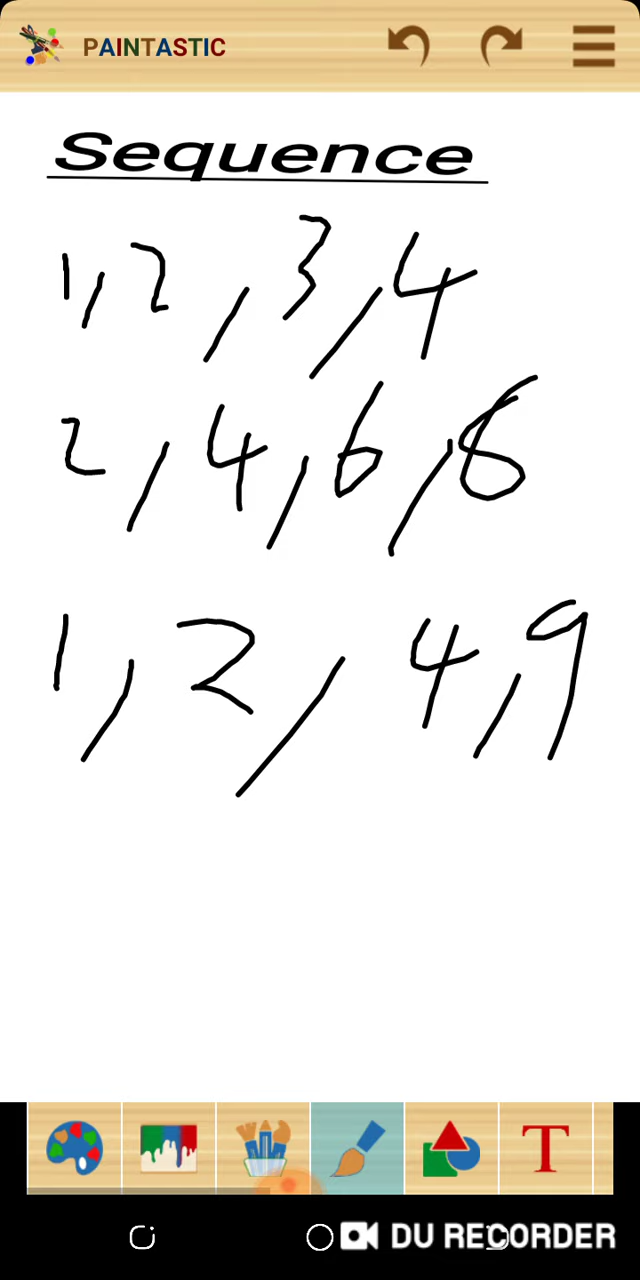 PAINTASTIC
Sequence
1, 2, 3, 4
2, 4, 6, 8
1, 2, 4, 9
T
DU RECORDER